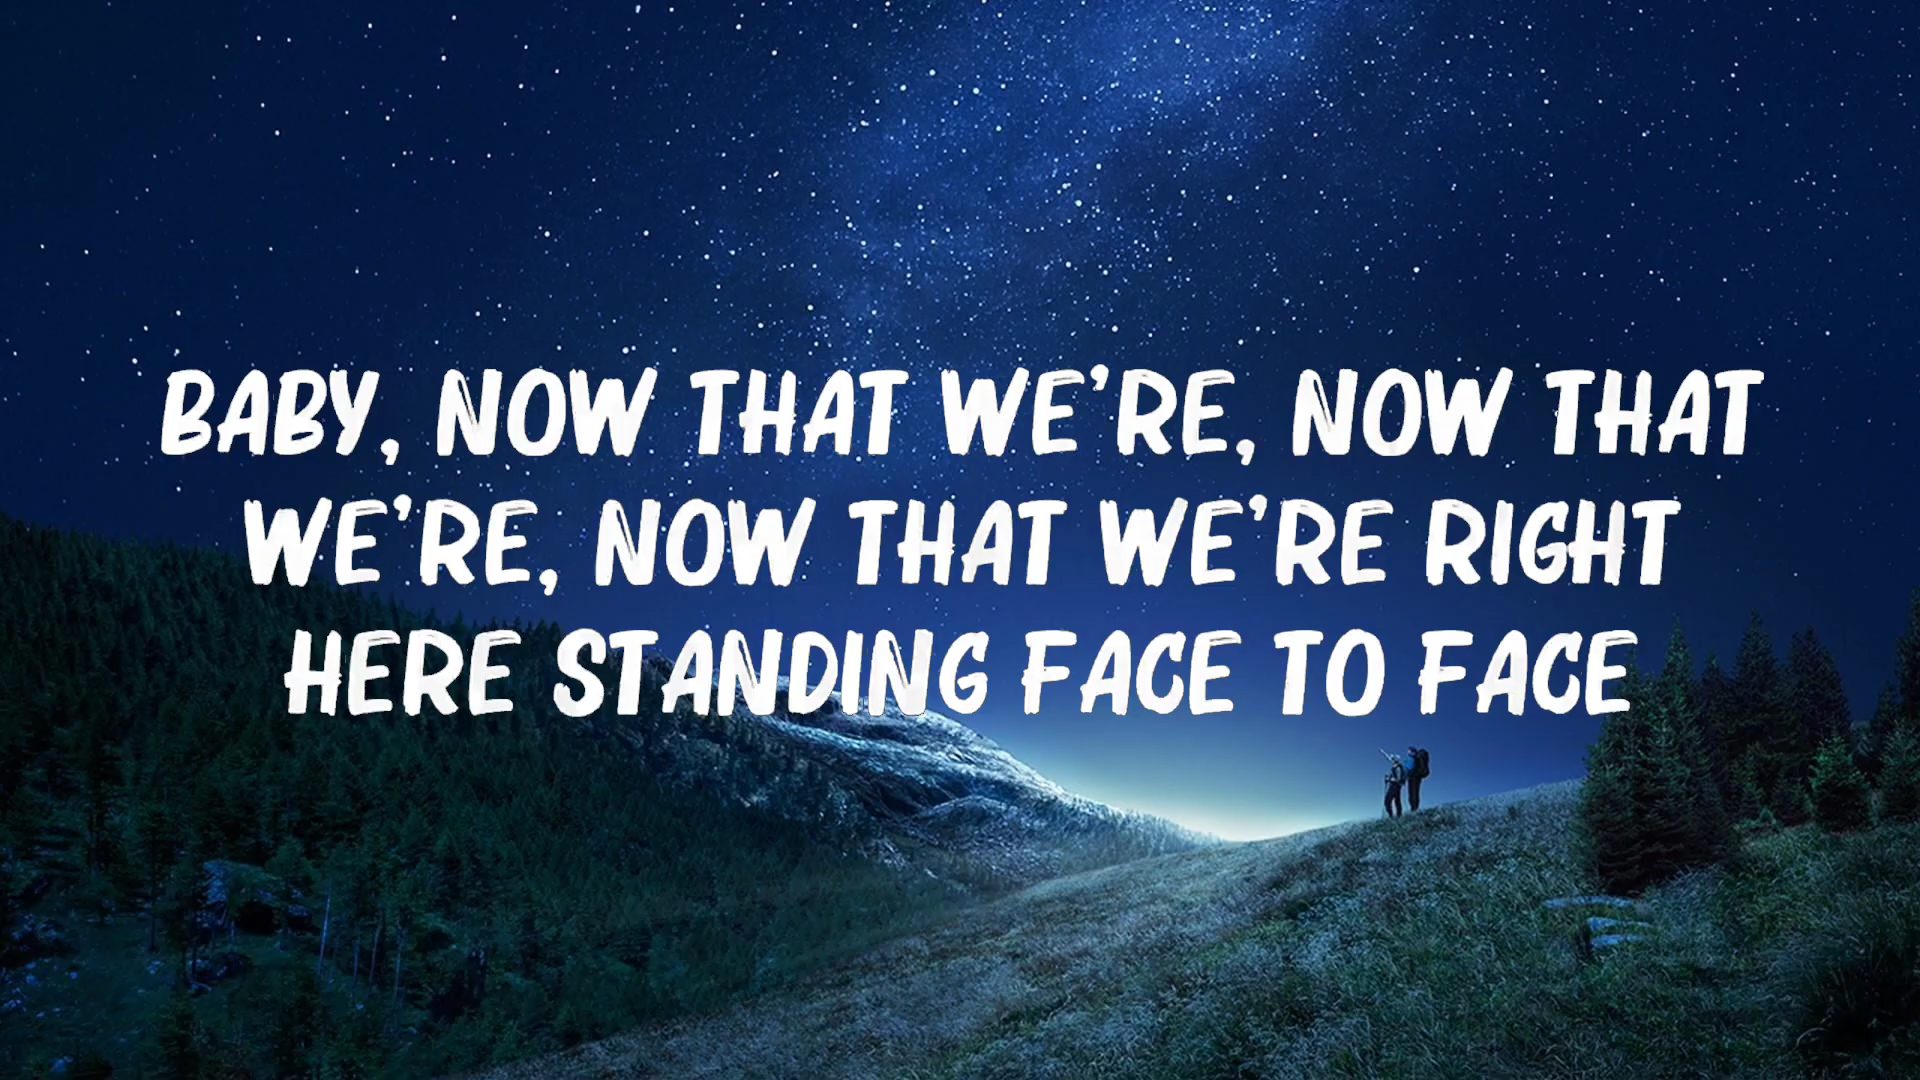 BABY, NOW THAT WE'RE, NOW THAT
WE'RE, NOW THAT WE'RE RIGHT
HERE STANDING FACE TO FACE